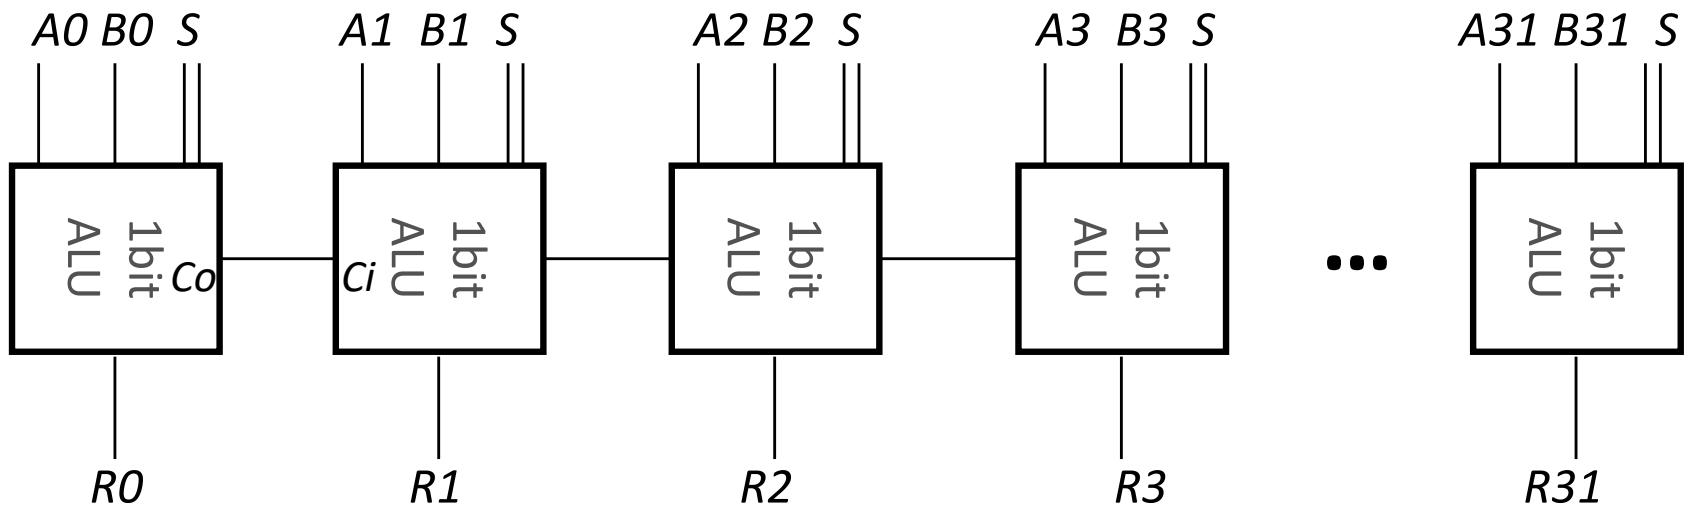 A0 B0 S A1 B1 S A2 B2 S A3 B3 S A31 B31 S
1bit
ALU
Co
Ci
1bit
ALU
1bit
ALU
1bit
ALU
...
1bit
ALU
R0 R1 R2 R3 R31